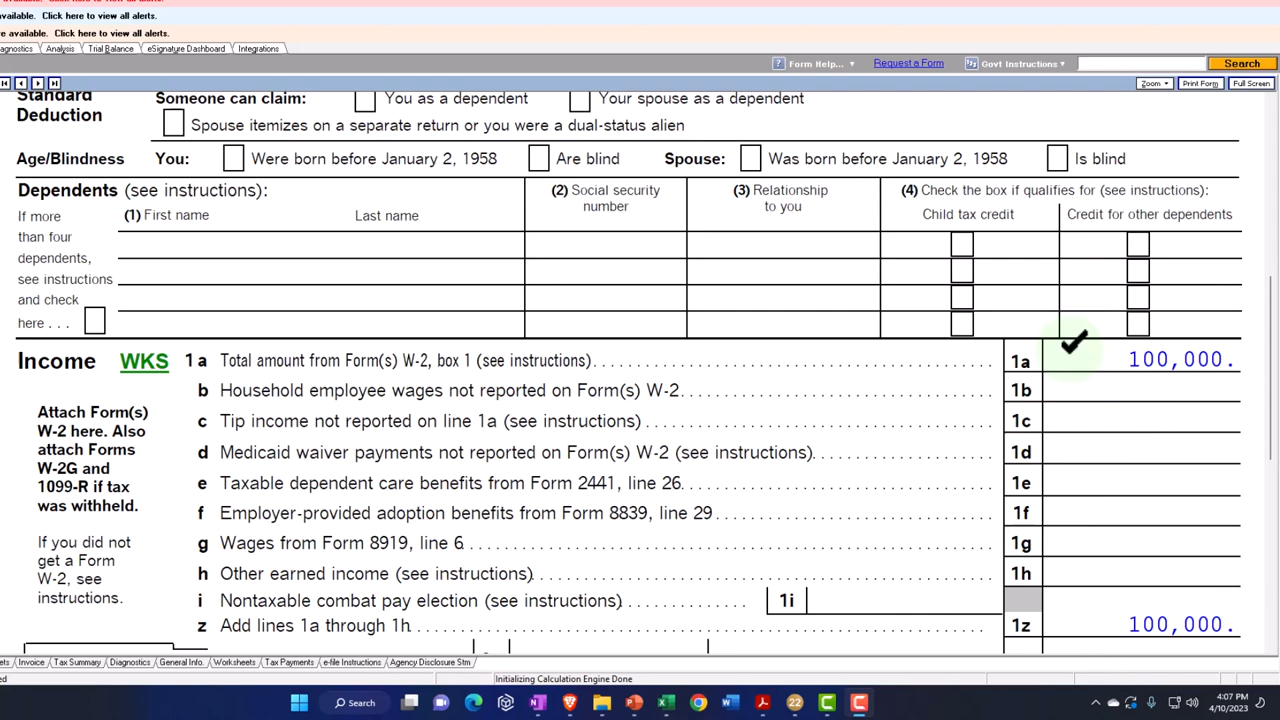 available. Click here to view all alerts.
e available. Click here to view all alerts.
iagnostics Analysis Trial Balance eSignature Dashboard Integrations
? Form Help... Request a Form Govt Instructions Search
Zoom Print Form Full Screen
Standard Someone can claim: You as a dependent Your spouse as a dependent
Deduction Spouse itemizes on a separate return or you were a dual-status alien
Age/Blindness You: Were born before January 2, 1958 Are blind Spouse: Was born before January 2, 1958 Is blind
Dependents (see instructions): (2) Social security number (3) Relationship to you (4) Check the box if qualifies for (see instructions):
(1) First name Last name Child tax credit Credit for other dependents
If more
than four
dependents,
see instructions
and check
here . . .
Income WKS 1 a Total amount from Form(s) W-2, box 1 (see instructions) 1a 100,000.
b Household employee wages not reported on Form(s) W-2 1b
c Tip income not reported on line 1a (see instructions) 1c
d Medicaid waiver payments not reported on Form(s) W-2 (see instructions) 1d
e Taxable dependent care benefits from Form 2441, line 26 1e
f Employer-provided adoption benefits from Form 8839, line 29 1f
g Wages from Form 8919, line 6 1g
h Other earned income (see instructions) 1h
i Nontaxable combat pay election (see instructions) 1i
z Add lines 1a through 1h 1z 100,000.
Attach Form(s)
W-2 here. Also
attach Forms
W-2G and
1099-R if tax
was withheld.
If you did not
get a Form
W-2, see
instructions.
ets Invoice Tax Summary Diagnostics General Info. Worksheets Tax Payments e-file Instructions Agency Disclosure Stm
ed Initializing Calculation Engine Done
Search 22 4:07 PM
4/10/2023